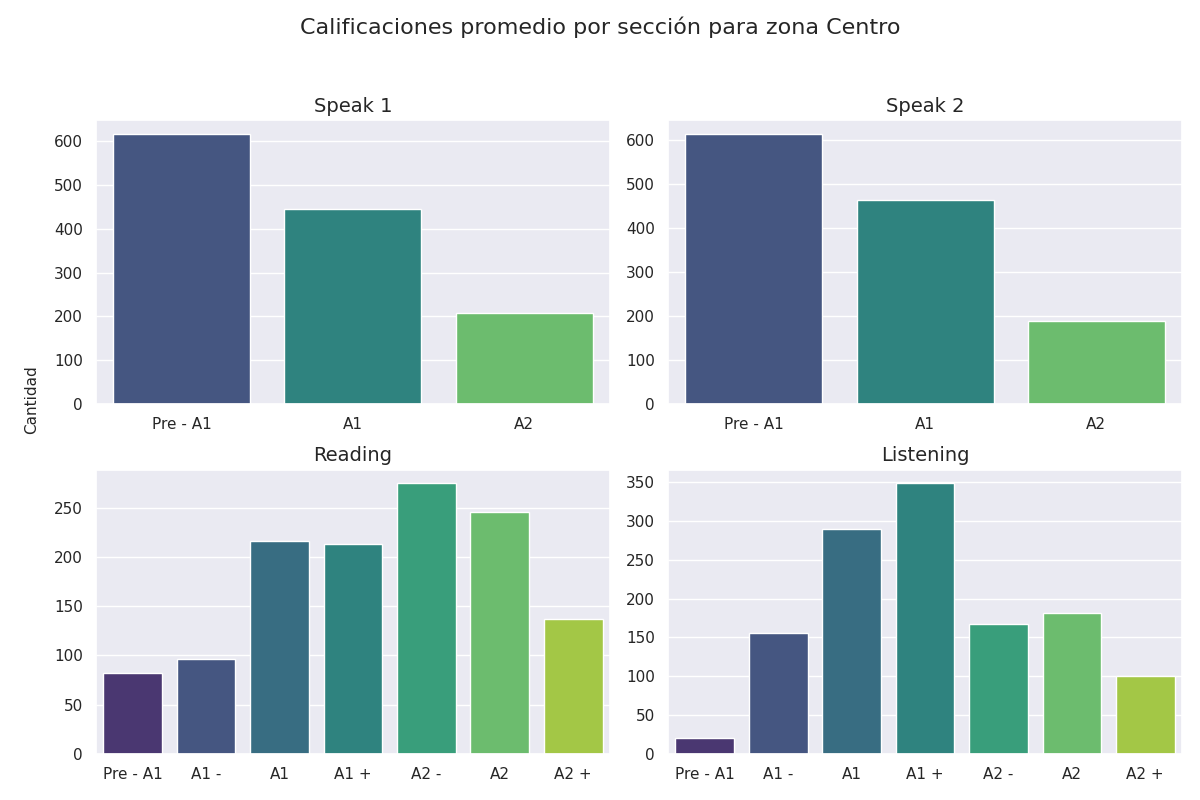 Calificaciones promedio por sección para zona Centro
Speak 1
600
500
400
300
200
100
0
Pre - A1 A1 A2
Speak 2
600
500
400
300
200
100
0
Pre - A1 A1 A2
Cantidad
Reading
250
200
150
100
50
0
Pre - A1 A1 - A1 A1 + A2 - A2 A2 +
Listening
350
300
250
200
150
100
50
0
Pre - A1 A1 - A1 A1 + A2 - A2 A2 +